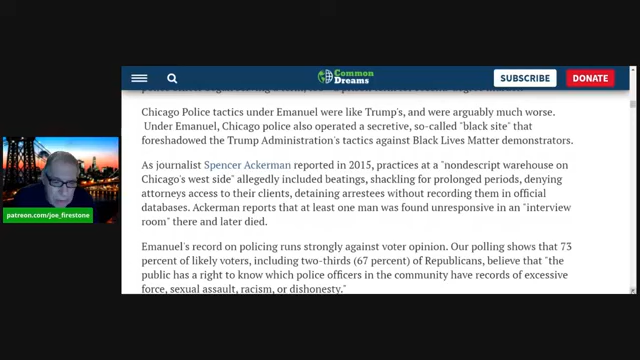 Common
Dreams
SUBSCRIBE
DONATE
Chicago Police tactics under Emanuel were like Trump's, and were arguably much worse.
Under Emanuel, Chicago police also operated a secretive, so-called "black site" that
foreshadowed the Trump Administration's tactics against Black Lives Matter demonstrators.
As journalist Spencer Ackerman reported in 2015, practices at a "nondescript warehouse on
Chicago's west side" allegedly included beatings, shackling for prolonged periods, denying
attorneys access to their clients, detaining arrestees without recording them in official
databases. Ackerman reports that at least one man was found unresponsive in an "interview
room" there and later died.
patreon.com/joe_firestone
Emanuel's record on policing runs strongly against voter opinion. Our polling shows that 73
percent of likely voters, including two-thirds (67 percent) of Republicans, believe that "the
public has a right to know which police officers in the community have records of excessive
force, sexual assault, racism, or dishonesty."